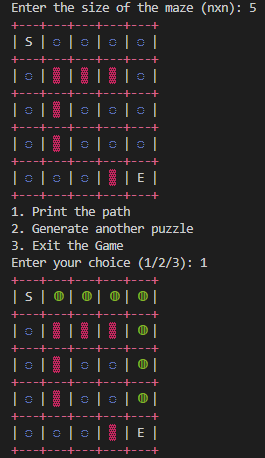 Enter the size of the maze (nxn): 5
+---+---+---+---+---+
| S | ◌ | ◌ | ◌ | ◌ |
+---+---+---+---+---+
| ◌ | ▓ | ▓ | ▓ | ◌ |
+---+---+---+---+---+
| ◌ | ▓ | ◌ | ◌ | ◌ |
+---+---+---+---+---+
| ◌ | ▓ | ◌ | ◌ | ◌ |
+---+---+---+---+---+
| ◌ | ◌ | ◌ | ▓ | E |
+---+---+---+---+---+
1. Print the path
2. Generate another puzzle
3. Exit the Game
Enter your choice (1/2/3): 1
+---+---+---+---+---+
| S | ◍ | ◍ | ◍ | ◍ |
+---+---+---+---+---+
| ◌ | ▓ | ▓ | ▓ | ◍ |
+---+---+---+---+---+
| ◌ | ▓ | ◌ | ◌ | ◍ |
+---+---+---+---+---+
| ◌ | ▓ | ◌ | ◌ | ◍ |
+---+---+---+---+---+
| ◌ | ◌ | ◌ | ▓ | E |
+---+---+---+---+---+